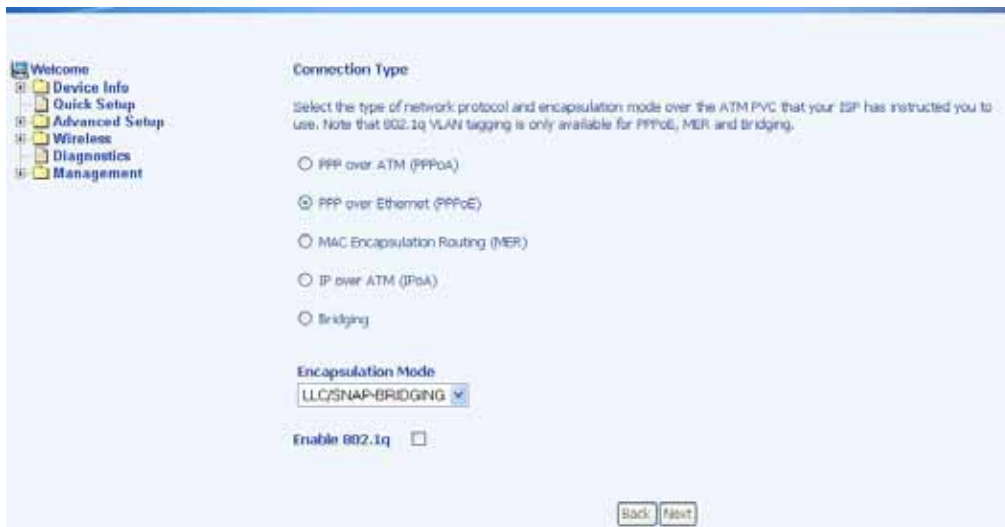 Welcome
Device Info
Quick Setup
Advanced Setup
Wireless
Diagnostics
Management
Connection Type
Select the type of network protocol and encapsulation mode over the ATM PVC that your ISP has instructed you to
use. Note that 802.1q VLAN tagging is only available for PPPoE, MER and Bridging.
PPP over ATM (PPPoA)
PPP over Ethernet (PPPoE)
MAC Encapsulation Routing (MER)
IP over ATM (IPoA)
Bridging
Encapsulation Mode
LLC/SNAP-BRIDGING
Enable 802.1q
Back Next